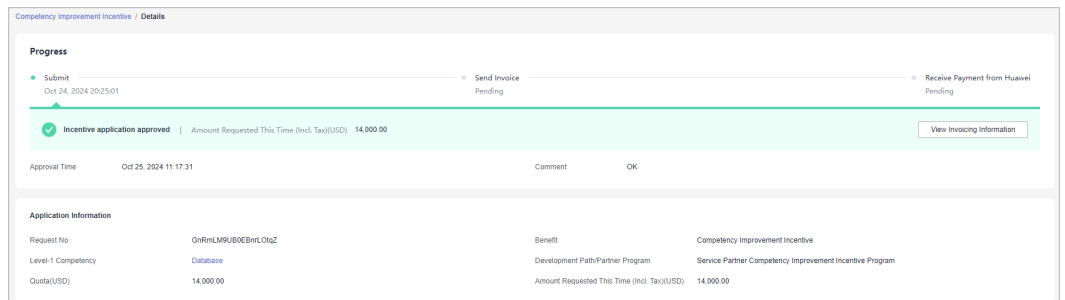 Competency Improvement Incentive / Details
Progress
Submit Send Invoice Receive Payment from Huawei
Oct 24, 2024 20:25:01 Pending Pending
Incentive application approved | Amount Requested This Time (Incl. Tax)(USD) 14,000.00 View Invoicing Information
Approval Time Oct 25, 2024 11:17:31 Comment OK
Application Information
Request No. GnRmLM9UB0EBnrLOtqZ Benefit Competency Improvement Incentive
Level-1 Competency Database Development Path/Partner Program Service Partner Competency Improvement Incentive Program
Quota(USD) 14,000.00 Amount Requested This Time (Incl. Tax)(USD) 14,000.00